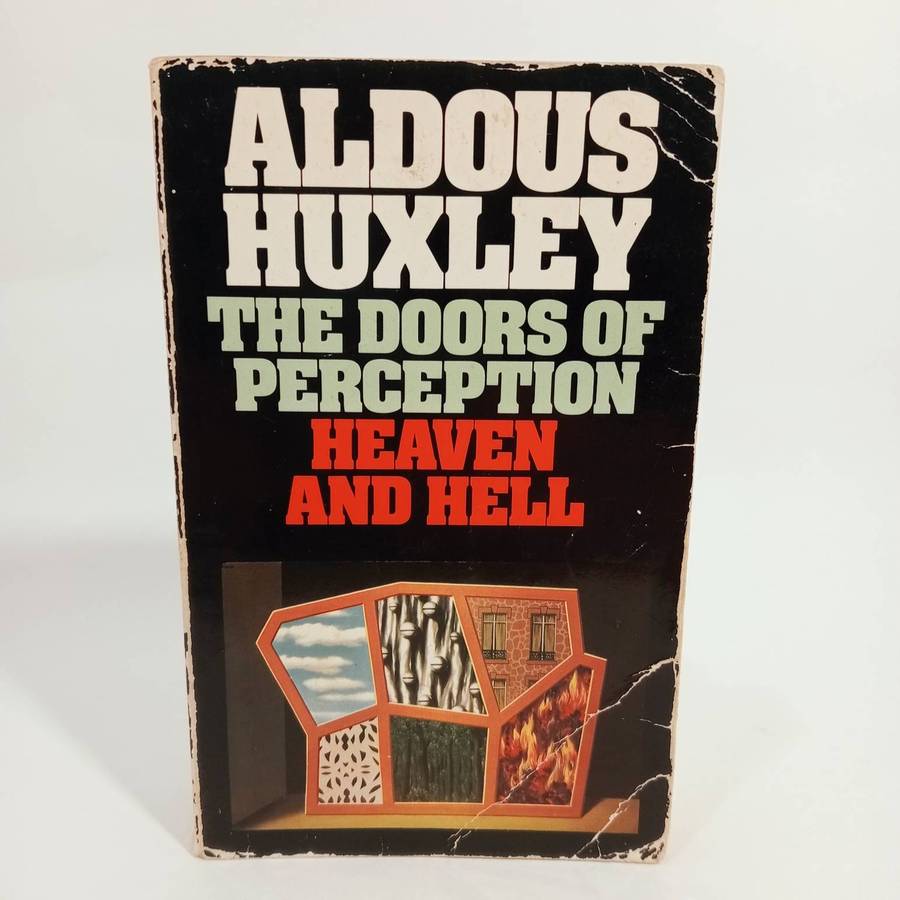 ALDOUS
HUXLEY
THE DOORS OF
PERCEPTION
HEAVEN
AND HELL